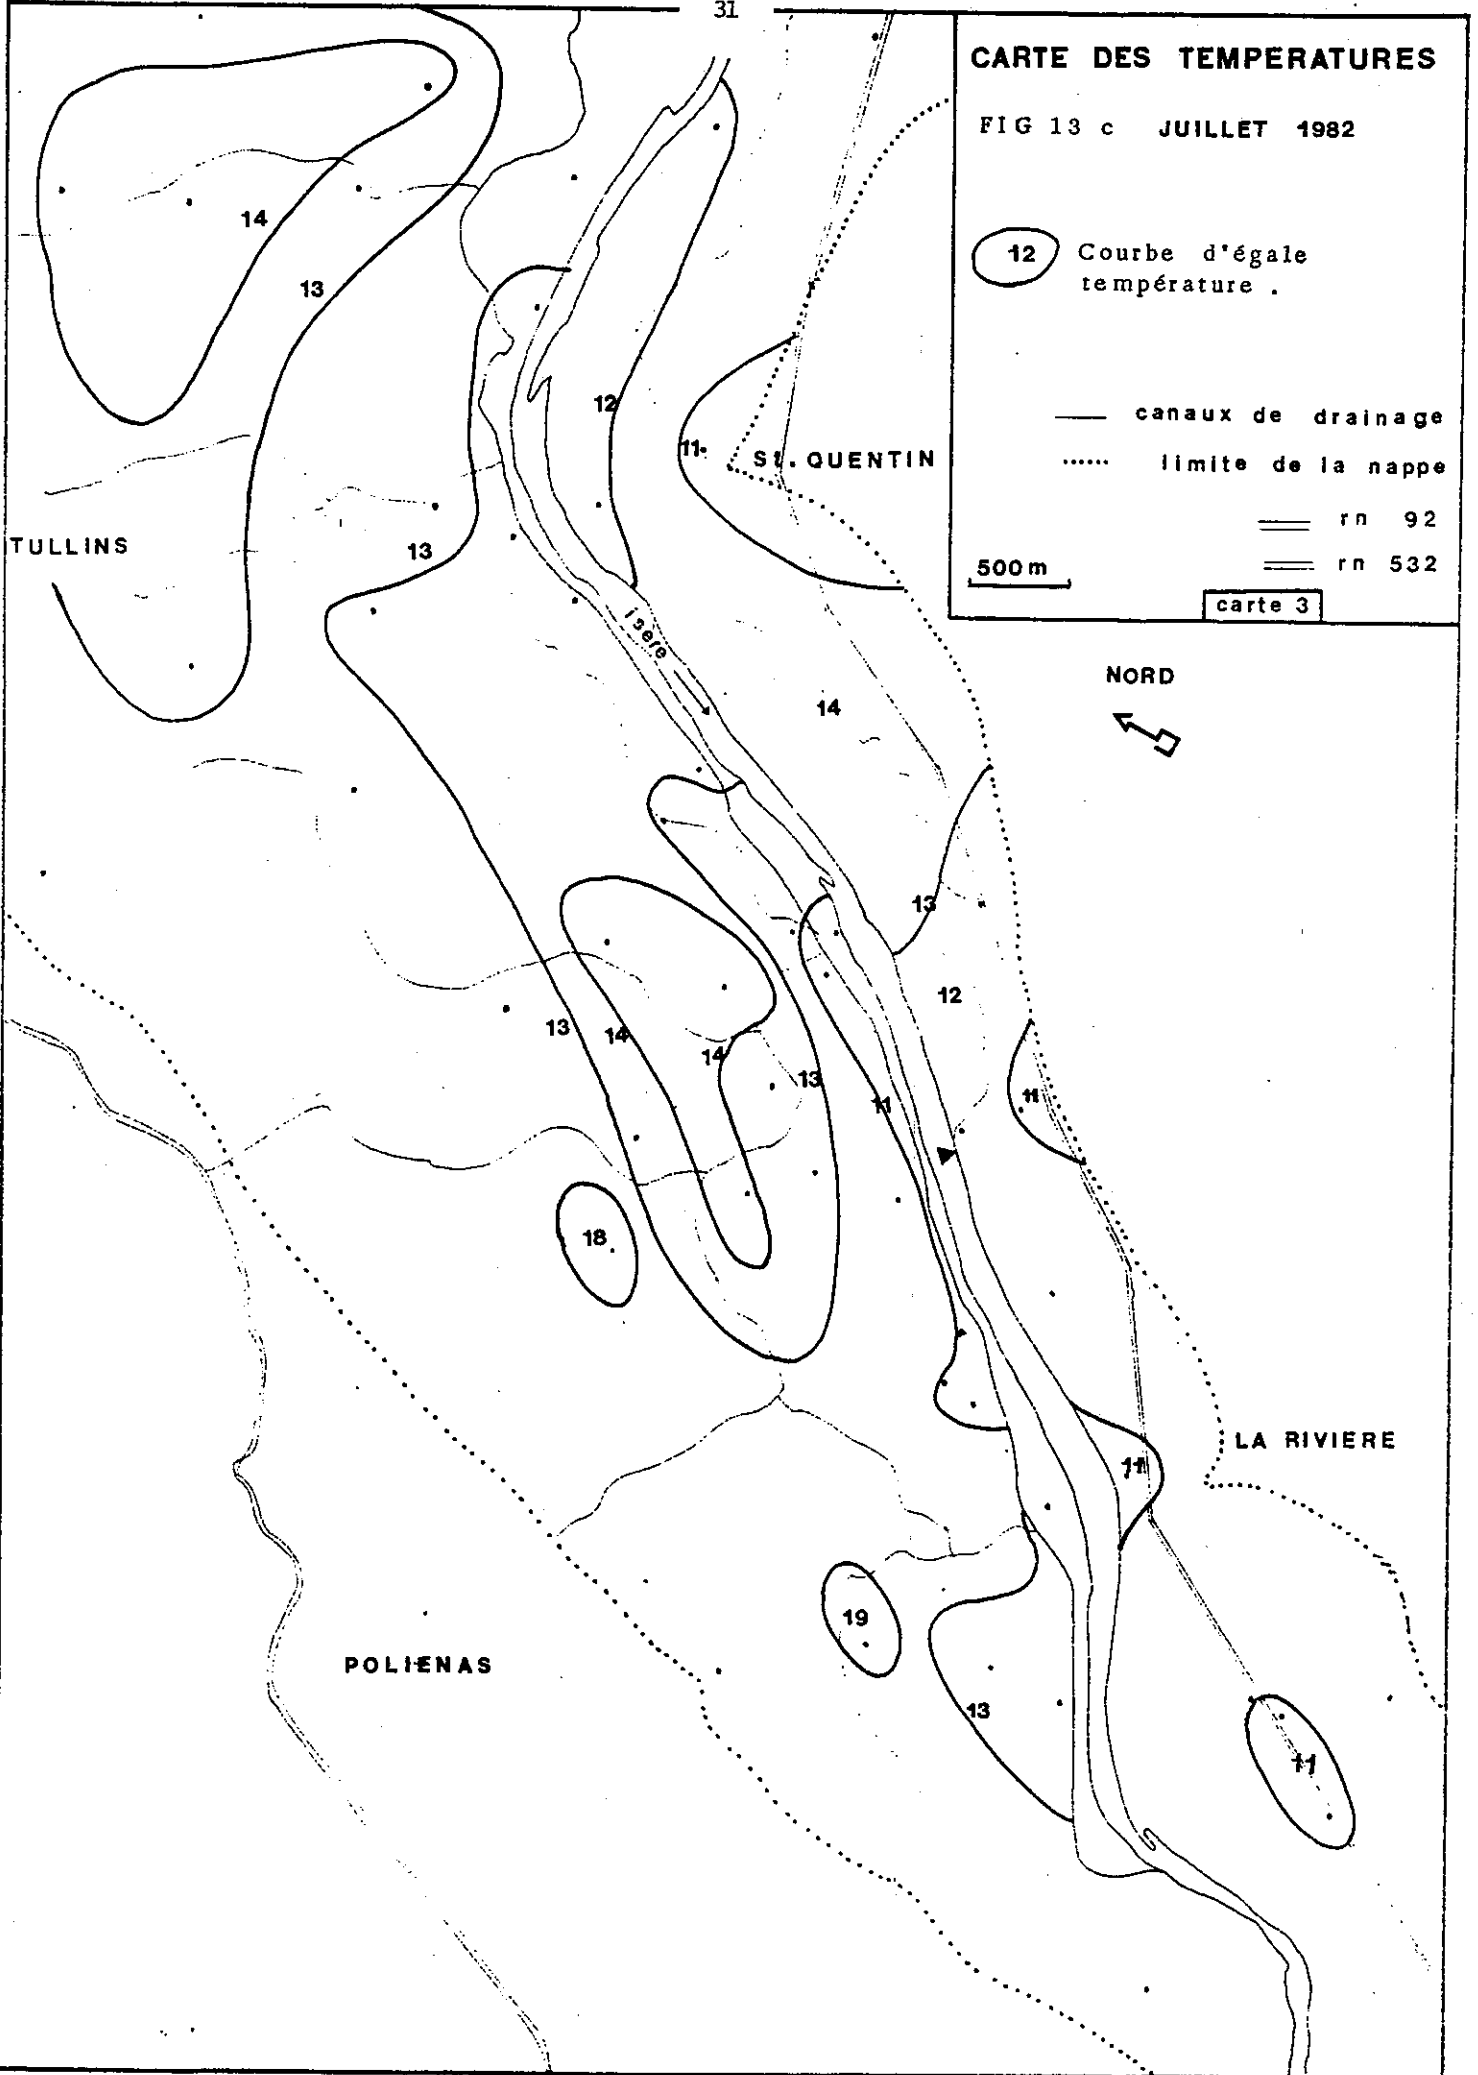 31
CARTE DES TEMPERATURES
FIG 13 c JUILLET 1982
12 Courbe d'égale
température .
canaux de drainage
limite de la nappe
rn 92
rn 532
500m
carte 3
NORD
14
13
12
11
St. QUENTIN
TULLINS
13
Isere
14
13
12
13
14
14
13
11
11
18
LA RIVIERE
11
19
POLIENAS
13
11